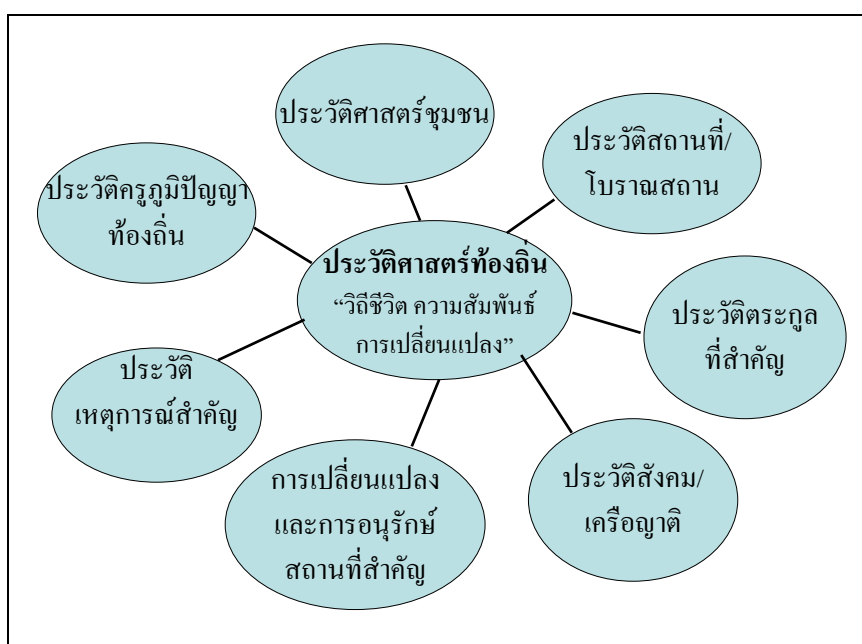 ประวัติศาสตร์ชุมชน
ประวัติสถานที่/
โบราณสถาน
ประวัติครูภูมิปัญญา
ท้องถิ่น
ประวัติศาสตร์ท้องถิ่น
“วิถีชีวิต ความสัมพันธ์
การเปลี่ยนแปลง”
ประวัติตระกูล
ที่สำคัญ
ประวัติ
เหตุการณ์สำคัญ
การเปลี่ยนแปลง
และการอนุรักษ์
สถานที่สำคัญ
ประวัติสังคม/
เครือญาติ